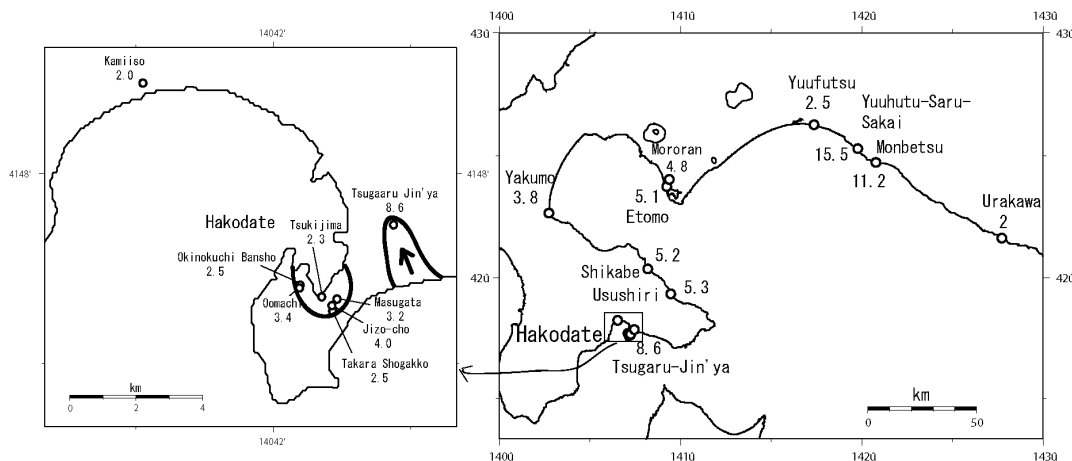 14042'
Kamiiso
2.0
4148'
Tsugaaru Jin'ya
8.6
Hakodate
Tsukijima
2.3
Okinokuchi Bansho
2.5
Oomachi
3.4
Masugata
3.2
Jizo-cho
4.0
Takara Shogakko
2.5
km
0 2 4
14042'
1400 1410 1420 1430
430 430
Yuufutsu
2.5
Yuuhutu-Saru-
Sakai
15.5
Monbetsu
11.2
Mororan
4.8
5.1
Etomo
Yakumo
3.8
Urakawa
2
5.2
Shikabe
5.3
Usushiri
420 420
Hakodate
8.6
Tsugaru-Jin'ya
km
0 50
1400 1410 1420 1430